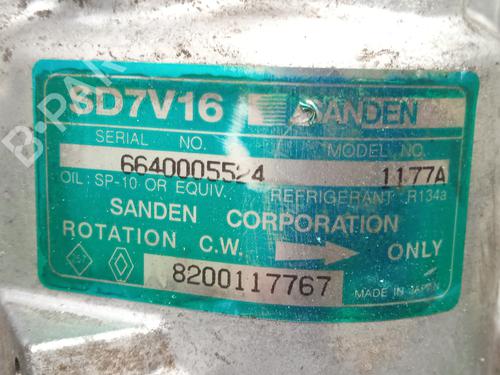 SD7V16 SANDEN
SERIAL NO. MODEL NO.
6640005524 1177A
OIL: SP-10 OR EQUIV. REFRIGERANT R134a
SANDEN CORPORATION
ROTATION C.W. ONLY
8200117767
MADE IN JAPAN